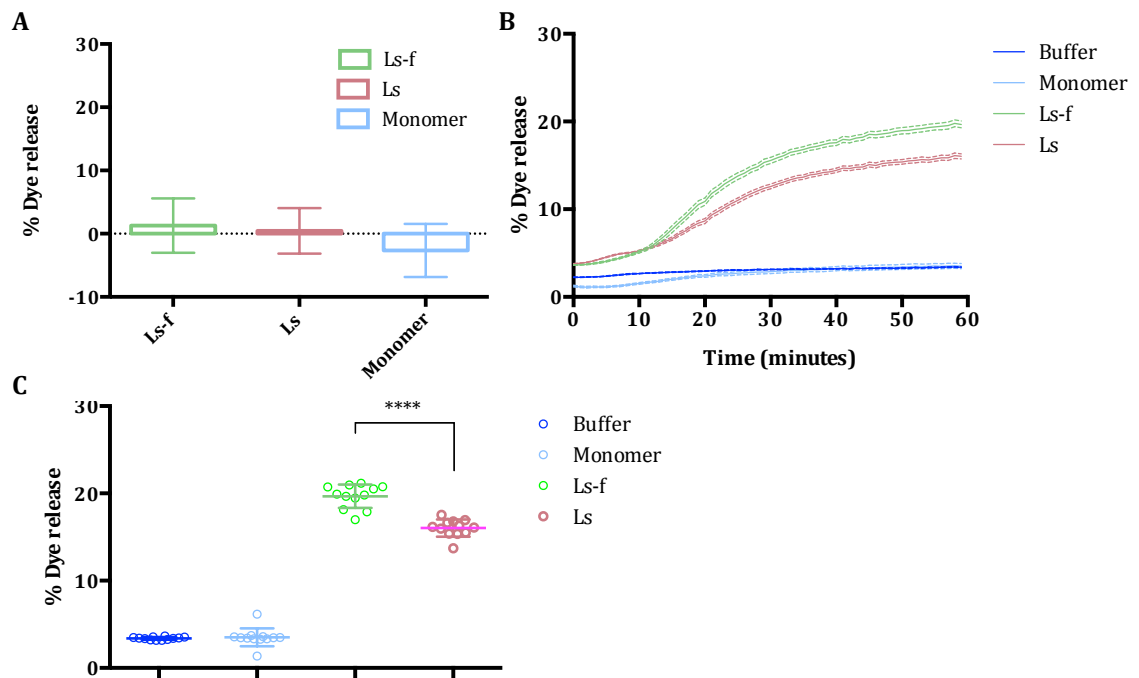 A
% Dye release
30
20
10
0
-10
Ls-f
Ls
Monomer
Ls-f
Ls
Monomer
B
% Dye release
30
20
10
0
0
10
20
30
40
50
60
Time (minutes)
Buffer
Monomer
Ls-f
Ls
C
% Dye release
30
20
10
0
****
Buffer
Monomer
Ls-f
Ls